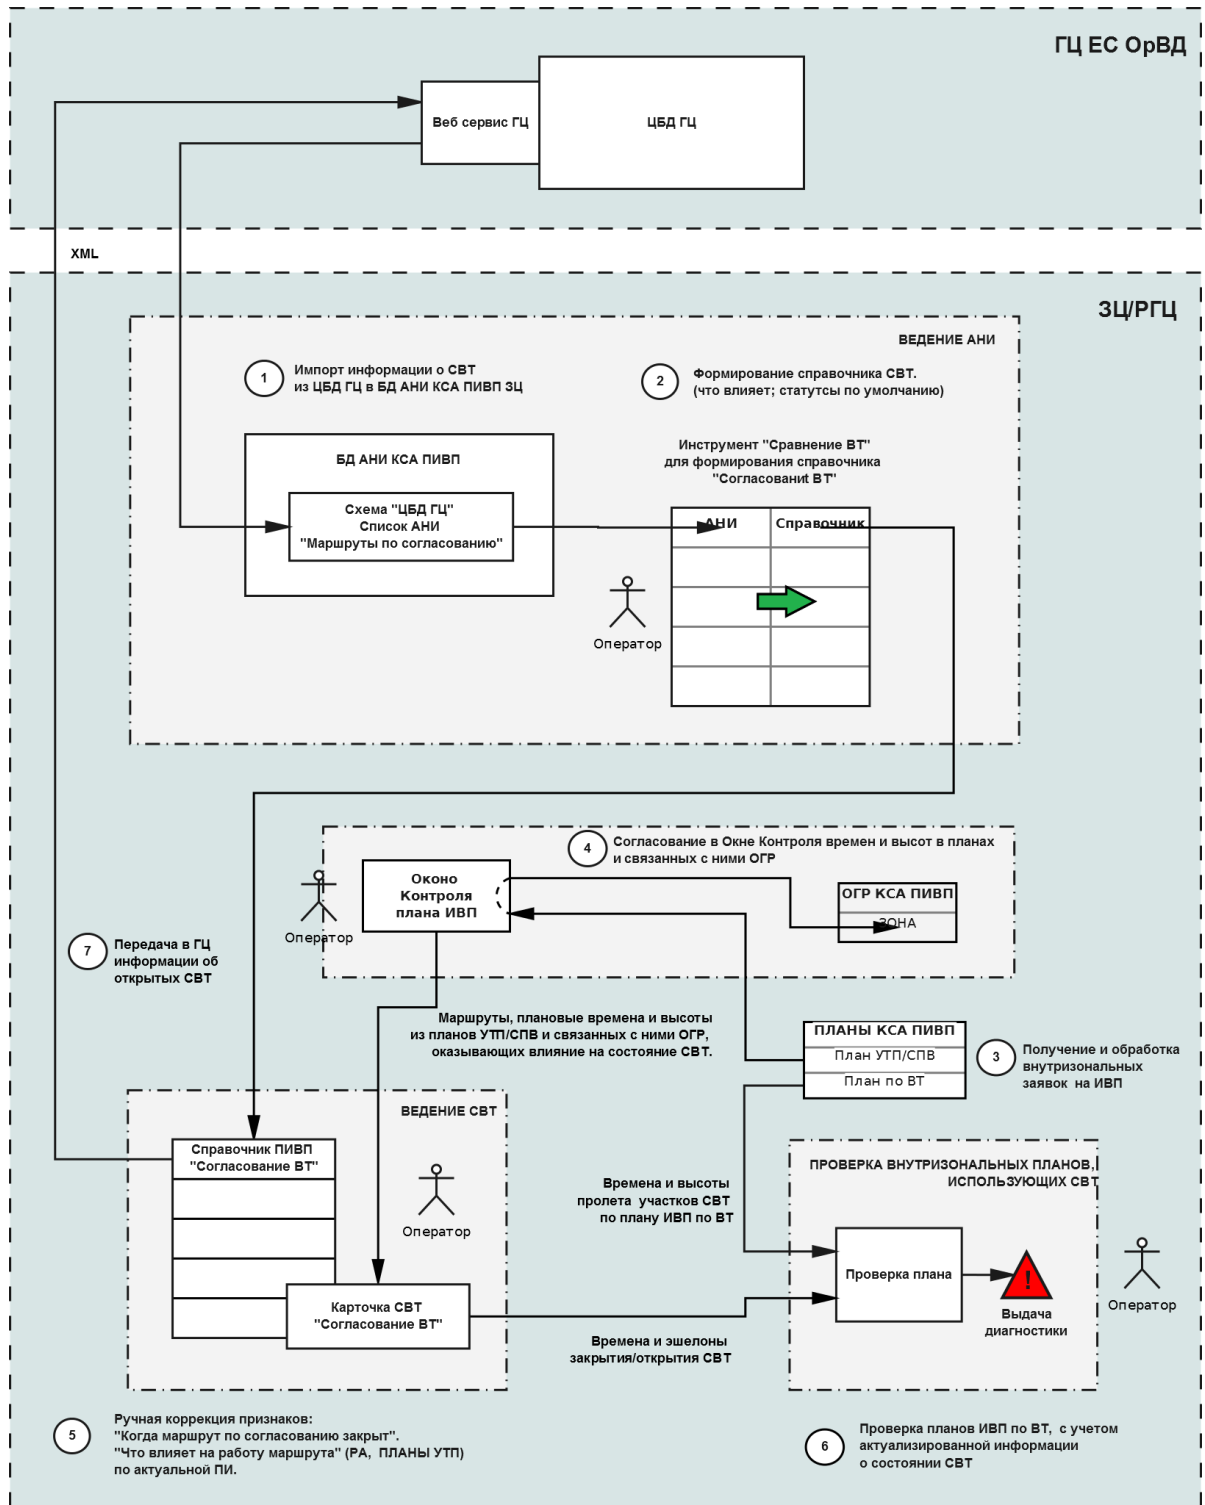 ГЦ ЕС ОрВД
Веб сервис ГЦ
ЦБД ГЦ
XML
ЗЦ/РГЦ
ВЕДЕНИЕ АНИ
1
Импорт информации о СВТ
из ЦБД ГЦ в БД АНИ КСА ПИВП ЗЦ
2
Формирование справочника СВТ.
(что влияет; статутсы по умолчанию)
Инструмент "Сравнение ВТ"
для формирования справочника
"Согласованиt ВТ"
БД АНИ КСА ПИВП
Схема "ЦБД ГЦ"
Список АНИ
"Маршруты по согласованию"
АНИ
Справочник
Оператор
4
Согласование в Окне Контроля времен и высот в планах
и связанных с ними ОГР
Оконо
Контроля
плана ИВП
ОГР КСА ПИВП
ЗОНА
Оператор
7
Передача в ГЦ
информации об
открытых СВТ
Маршруты, плановые времена и высоты
из планов УТП/СПВ и связанных с ними ОГР,
оказывающих влияние на состояние СВТ.
ПЛАНЫ КСА ПИВП
План УТП/СПВ
План по ВТ
3
Получение и обработка
внутризональных
заявок на ИВП
ВЕДЕНИЕ СВТ
Справочник ПИВП
"Согласование ВТ"
Оператор
Карточка СВТ
"Согласование ВТ"
Времена и высоты
пролета участков СВТ
по плану ИВП по ВТ
ПРОВЕРКА ВНУТРИЗОНАЛЬНЫХ ПЛАНОВ,
ИСПОЛЬЗУЮЩИХ СВТ
Проверка плана
!
Выдача
диагностики
Оператор
Времена и эшелоны
закрытия/открытия СВТ
5
Ручная коррекция признаков:
"Когда маршрут по согласованию закрыт".
"Что влияет на работу маршрута" (РА, ПЛАНЫ УТП)
по актуальной ПИ.
6
Проверка планов ИВП по ВТ, с учетом
актуализированной информации
о состоянии СВТ